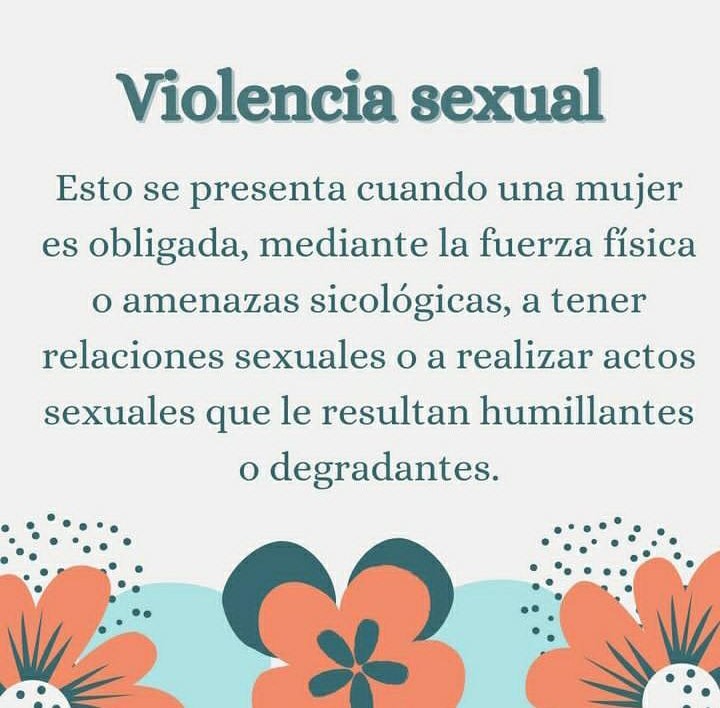 Violencia sexual
Esto se presenta cuando una mujer
es obligada, mediante la fuerza física
o amenazas sicológicas, a tener
relaciones sexuales o a realizar actos
sexuales que le resultan humillantes
o degradantes.